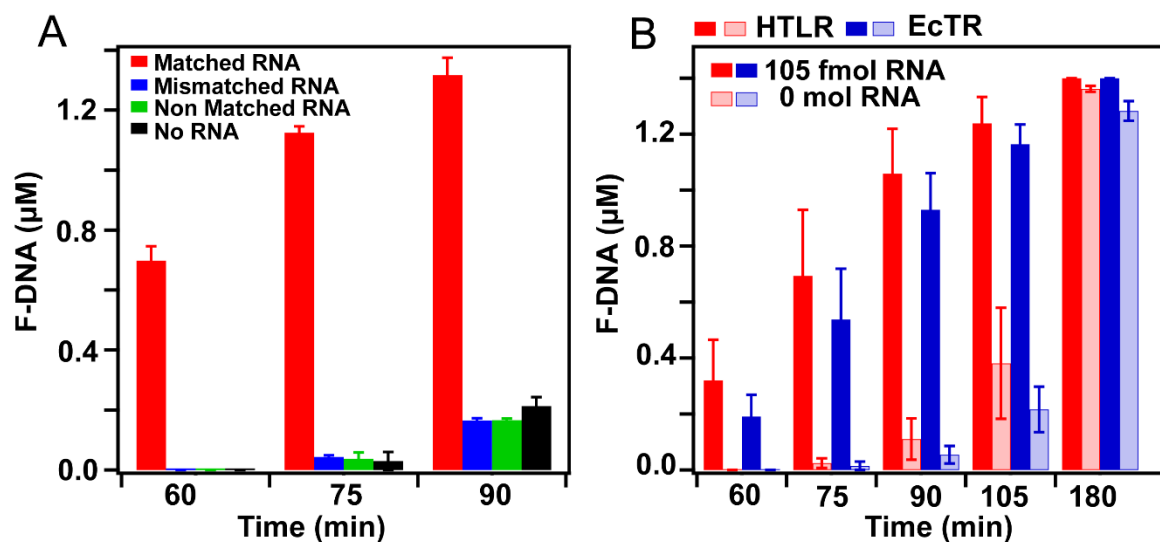 A
Matched RNA
Mismatched RNA
Non Matched RNA
No RNA
F-DNA (μM)
1.2
0.8
0.4
0.0
60 75 90
Time (min)
B
HTLR EcTR
105 fmol RNA
0 mol RNA
F-DNA (μM)
1.2
0.8
0.4
0.0
60 75 90 105 180
Time (min)